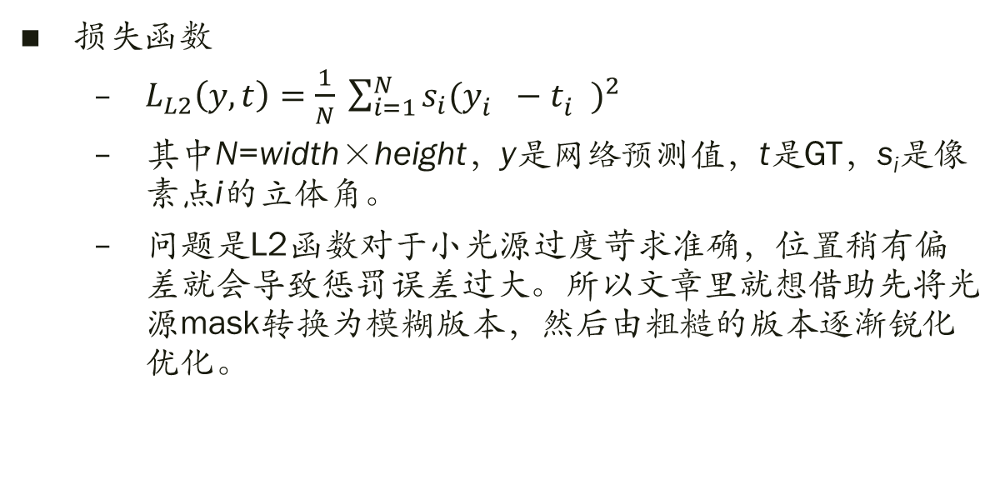 ■ 损失函数
– $L_{L2}(y,t) = \frac{1}{N} \sum_{i=1}^{N} s_i(y_i - t_i)^2$
– 其中N=width×height，y是网络预测值，t是GT，$s_i$是像
素点i的立体角。
– 问题是L2函数对于小光源过度苛求准确，位置稍有偏
差就会导致惩罚误差过大。所以文章里就想借助先将光
源mask转换为模糊版本，然后由粗糙的版本逐渐锐化
优化。